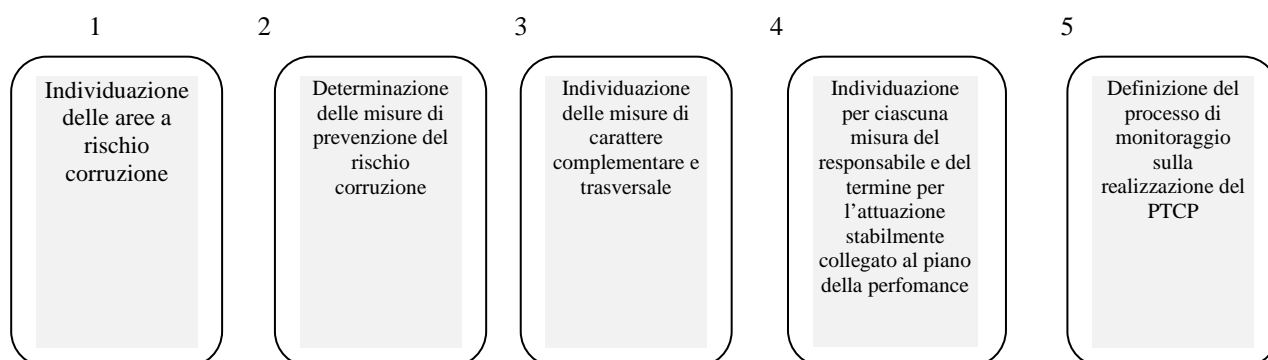 1
2
3
4
5
Individuazione
delle aree a
rischio
corruzione
Determinazione
delle misure di
prevenzione del
rischio
corruzione
Individuazione
delle misure di
carattere
complementare e
trasversale
Individuazione
per ciascuna
misura del
responsabile e del
termine per
l’attuazione
stabilmente
collegato al piano
della perfomance
Definizione del
processo di
monitoraggio
sulla
realizzazione del
PTCP